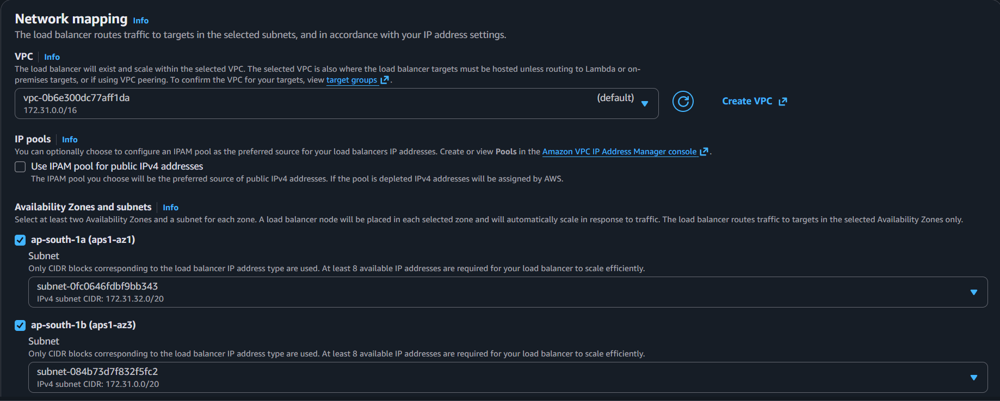 Network mapping Info
The load balancer routes traffic to targets in the selected subnets, and in accordance with your IP address settings.
VPC Info
The load balancer will exist and scale within the selected VPC. The selected VPC is also where the load balancer targets must be hosted unless routing to Lambda or on-
premises targets, or if using VPC peering. To confirm the VPC for your targets, view target groups .
vpc-0b6e300dc77aff1da (default)
172.31.0.0/16
Create VPC
IP pools Info
You can optionally choose to configure an IPAM pool as the preferred source for your load balancers IP addresses. Create or view Pools in the Amazon VPC IP Address Manager console .
Use IPAM pool for public IPv4 addresses
The IPAM pool you choose will be the preferred source of public IPv4 addresses. If the pool is depleted IPv4 addresses will be assigned by AWS.
Availability Zones and subnets Info
Select at least two Availability Zones and a subnet for each zone. A load balancer node will be placed in each selected zone and will automatically scale in response to traffic. The load balancer routes traffic to targets in the selected Availability Zones only.
ap-south-1a (aps1-az1)
Subnet
Only CIDR blocks corresponding to the load balancer IP address type are used. At least 8 available IP addresses are required for your load balancer to scale efficiently.
subnet-0fc0646fdbf9bb343
IPv4 subnet CIDR: 172.31.32.0/20
ap-south-1b (aps1-az3)
Subnet
Only CIDR blocks corresponding to the load balancer IP address type are used. At least 8 available IP addresses are required for your load balancer to scale efficiently.
subnet-084b73d7f832f5fc2
IPv4 subnet CIDR: 172.31.0.0/20